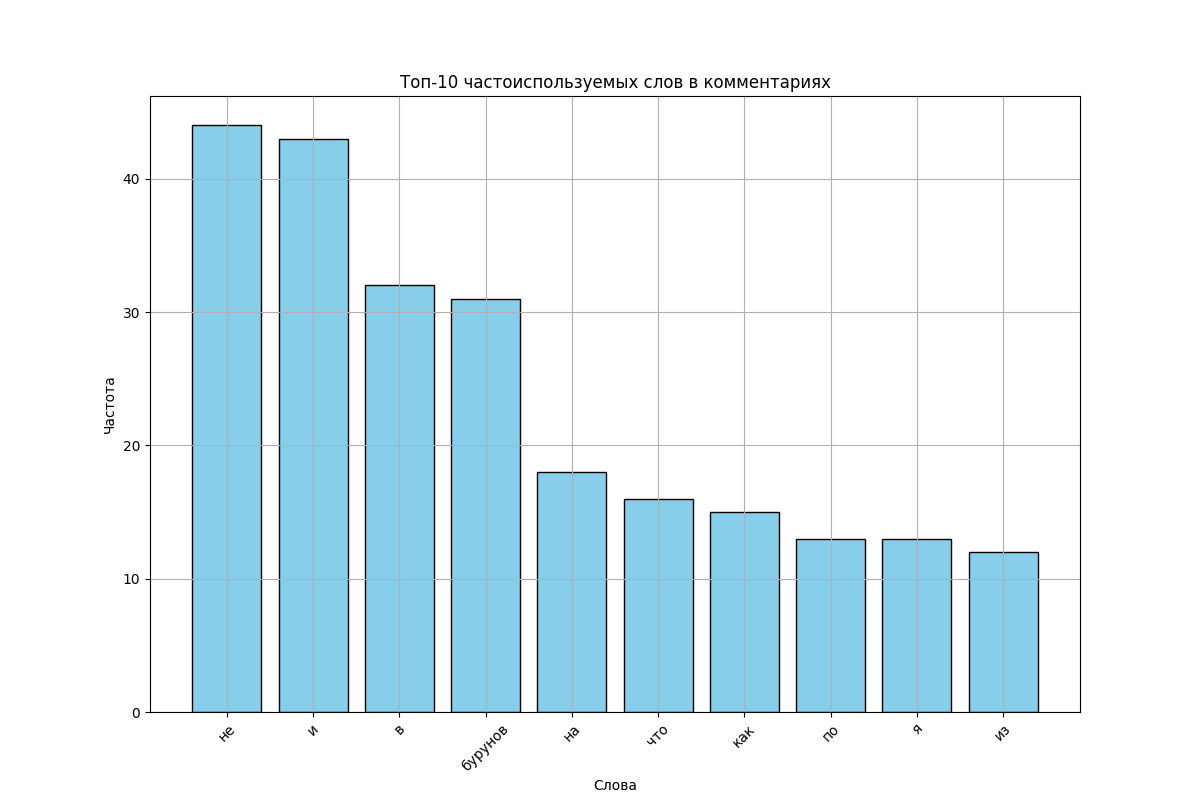 Топ-10 частоиспользуемых слов в комментариях
Частота
40
30
20
10
0
не
и
в
бурунов
на
что
как
по
я
из
Слова